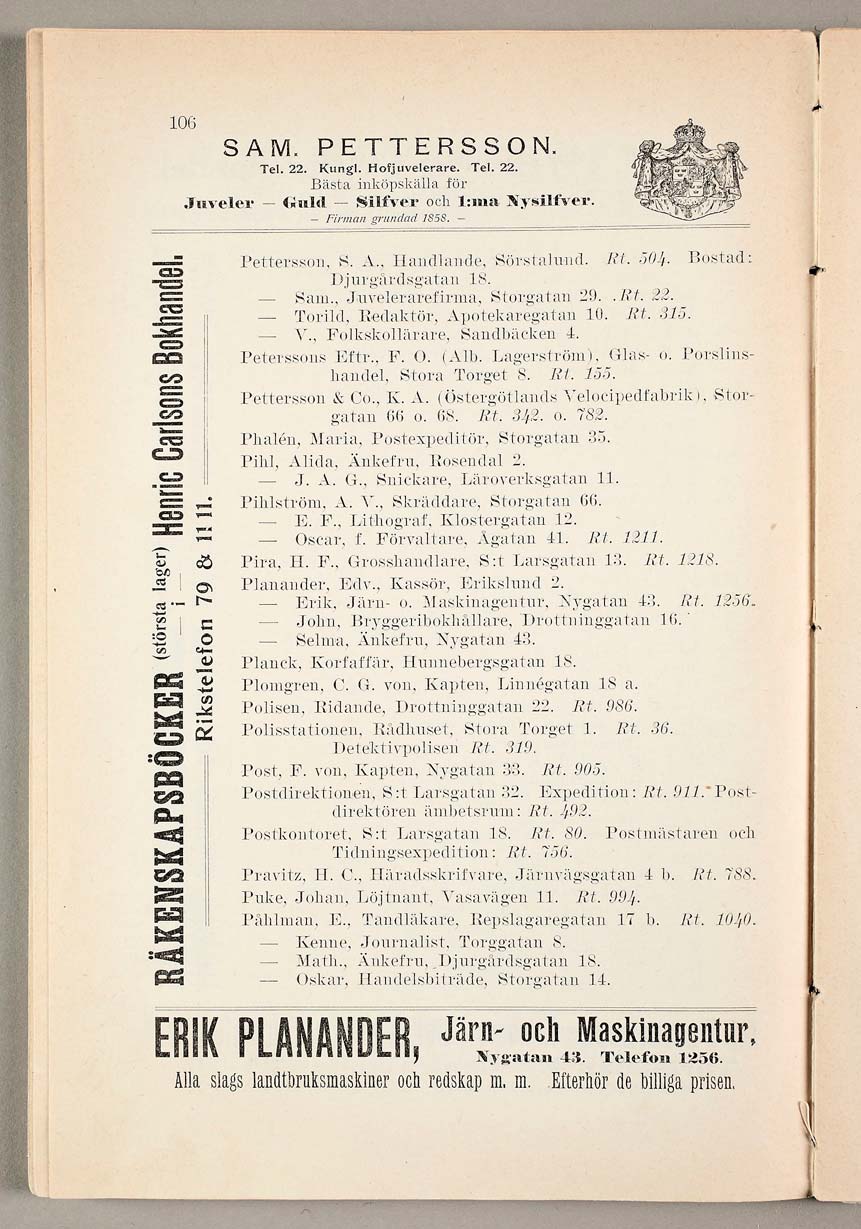 106
SAM. PETTERSSON.
Tel. 22. Kungl. Hofjuvelerare. Tel. 22.
Bästa inköpskälla för
Juveler — Guld — Silfver och 1:ma Nysilfver.
— Firman grundad 1858. —
RÄKENSKAPSBÖCKER (största lager) Henric Carlsons Bokhandel.
— i —
Rikstelefon 79 & 11 11.
Pettersson, S. A., Handlande, Sörstalund. Rt. 504. Bostad:
Djurgårdsgatan 18.
— Sam., Juvelerarefirma, Storgatan 29. Rt. 22.
— Torild, Redaktör, Apotekaregatan 10. Rt. 315.
— V., Folkskollärare, Sandbäcken 4.
Peterssons Eftr., F. O. (Alb. Lagerström), Glas- o. Porslins-
handel, Stora Torget 8. Rt. 155.
Pettersson & Co., K. A. (Östergötlands Velocipedfabrik), Stor-
gatan 66 o. 68. Rt. 342. o. 782.
Phalén, Maria, Postexpeditör, Storgatan 35.
Pihl, Alida, Änkefru, Rosendal 2.
— J. A. G., Snickare, Läroverksgatan 11.
Pihlström, A. V., Skräddare, Storgatan 66.
— E. F., Lithograf, Klostergatan 12.
— Oscar, f. Förvaltare, Ågatan 41. Rt. 1211.
Pira, H. F., Grosshandlare, S:t Larsgatan 13. Rt. 1218.
Planander, Edv., Kassör, Erikslund 2.
— Erik, Järn- o. Maskinagentur, Nygatan 43. Rt. 1256.
— John, Bryggeribokhållare, Drottninggatan 16.
— Selma, Änkefru, Nygatan 43.
Planck, Korfaffär, Hunnebergsgatan 18.
Plomgren, C. G. von, Kapten, Linnégatan 18 a.
Polisen, Ridande, Drottninggatan 22. Rt. 986.
Polisstationen, Rådhuset, Stora Torget 1. Rt. 36.
Detektivpolisen Rt. 319.
Post, F. von, Kapten, Nygatan 33. Rt. 905.
Postdirektionen, S:t Larsgatan 32. Expedition: Rt. 911. Post-
direktören ämbetsrum: Rt. 492.
Postkontoret, S:t Larsgatan 18. Rt. 80. Postmästaren och
Tidningsexpedition: Rt. 756.
Pravitz, H. C., Häradsskrifvare, Järnvägsgatan 4 b. Rt. 788.
Puke, Johan, Löjtnant, Vasavägen 11. Rt. 994.
Påhlman, E., Tandläkare, Repslagaregatan 17 b. Rt. 1040.
— Kenne, Journalist, Torggatan 8.
— Math., Änkefru, Djurgårdsgatan 18.
— Oskar, Handelsbiträde, Storgatan 14.
ERIK PLANANDER, Järn- och Maskinagentur,
Nygatan 43. Telefon 1256.
Alla slags landtbruksmaskiner och redskap m. m. Efterhör de billiga prisen.